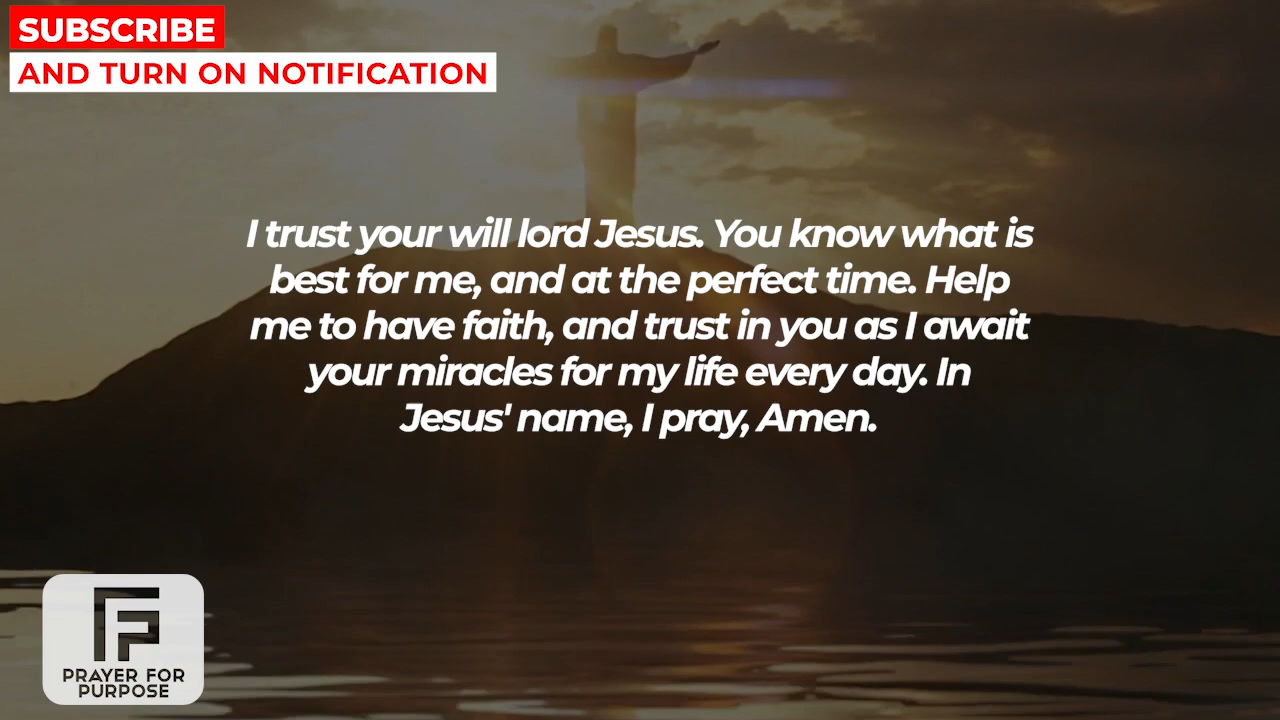 SUBSCRIBE
AND TURN ON NOTIFICATION
I trust your will lord Jesus. You know what is
best for me, and at the perfect time. Help
me to have faith, and trust in you as I await
your miracles for my life every day. In
Jesus' name, I pray, Amen.
PRAYER FOR
PURPOSE